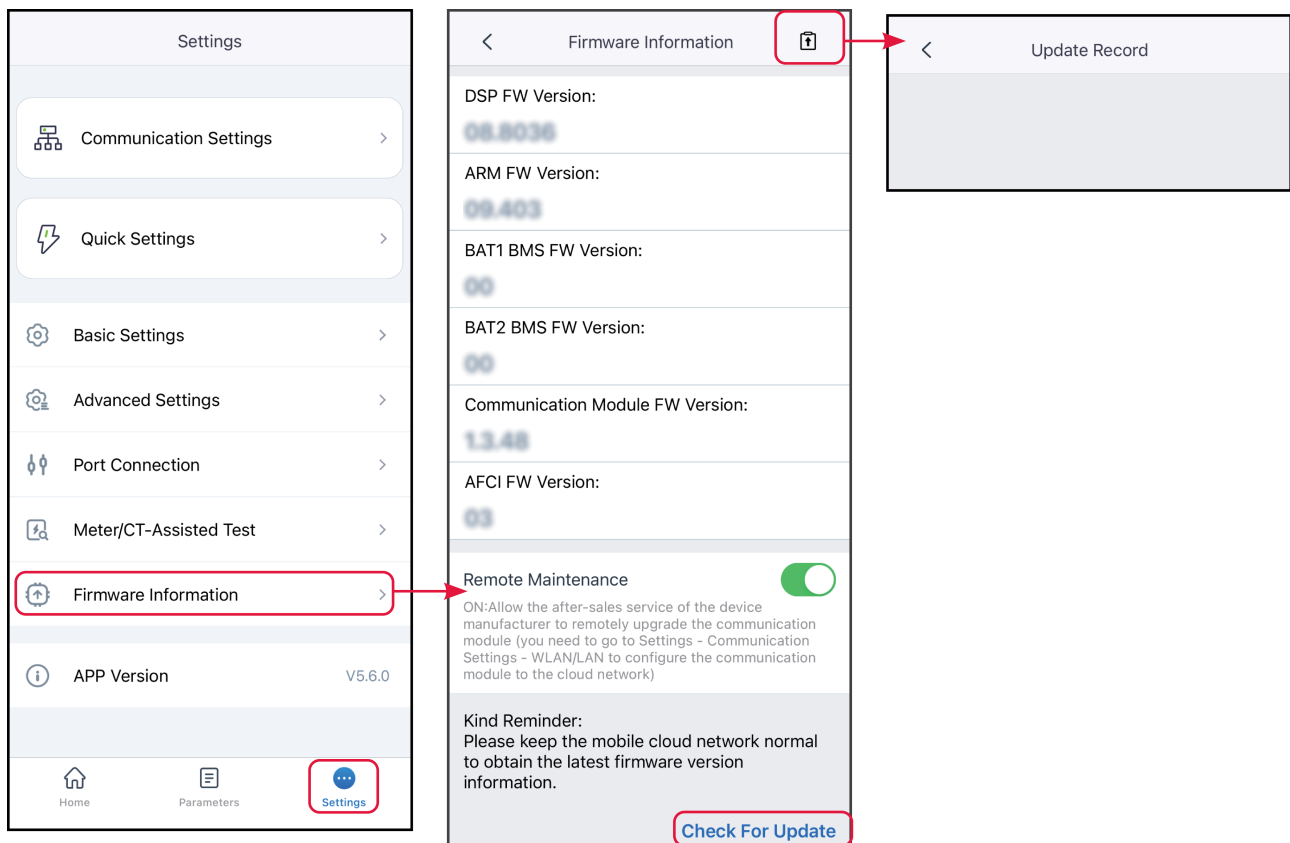 Settings
Communication Settings
Quick Settings
Basic Settings
Advanced Settings
Port Connection
Meter/CT-Assisted Test
Firmware Information
APP Version V5.6.0
Home Parameters Settings
Firmware Information
DSP FW Version:
08.8036
ARM FW Version:
09.403
BAT1 BMS FW Version:
00
BAT2 BMS FW Version:
00
Communication Module FW Version:
1.3.48
AFCI FW Version:
03
Remote Maintenance
ON:Allow the after-sales service of the device
manufacturer to remotely upgrade the communication
module (you need to go to Settings - Communication
Settings - WLAN/LAN to configure the communication
module to the cloud network)
Kind Reminder:
Please keep the mobile cloud network normal
to obtain the latest firmware version
information.
Check For Update
Update Record